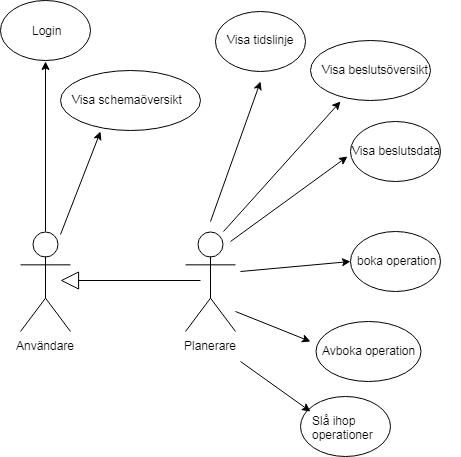 Login
Visa tidslinje
Visa beslutsöversikt
Visa schemaöversikt
Visa beslutsdata
boka operation
Användare
Planerare
Avboka operation
Slå ihop
operationer